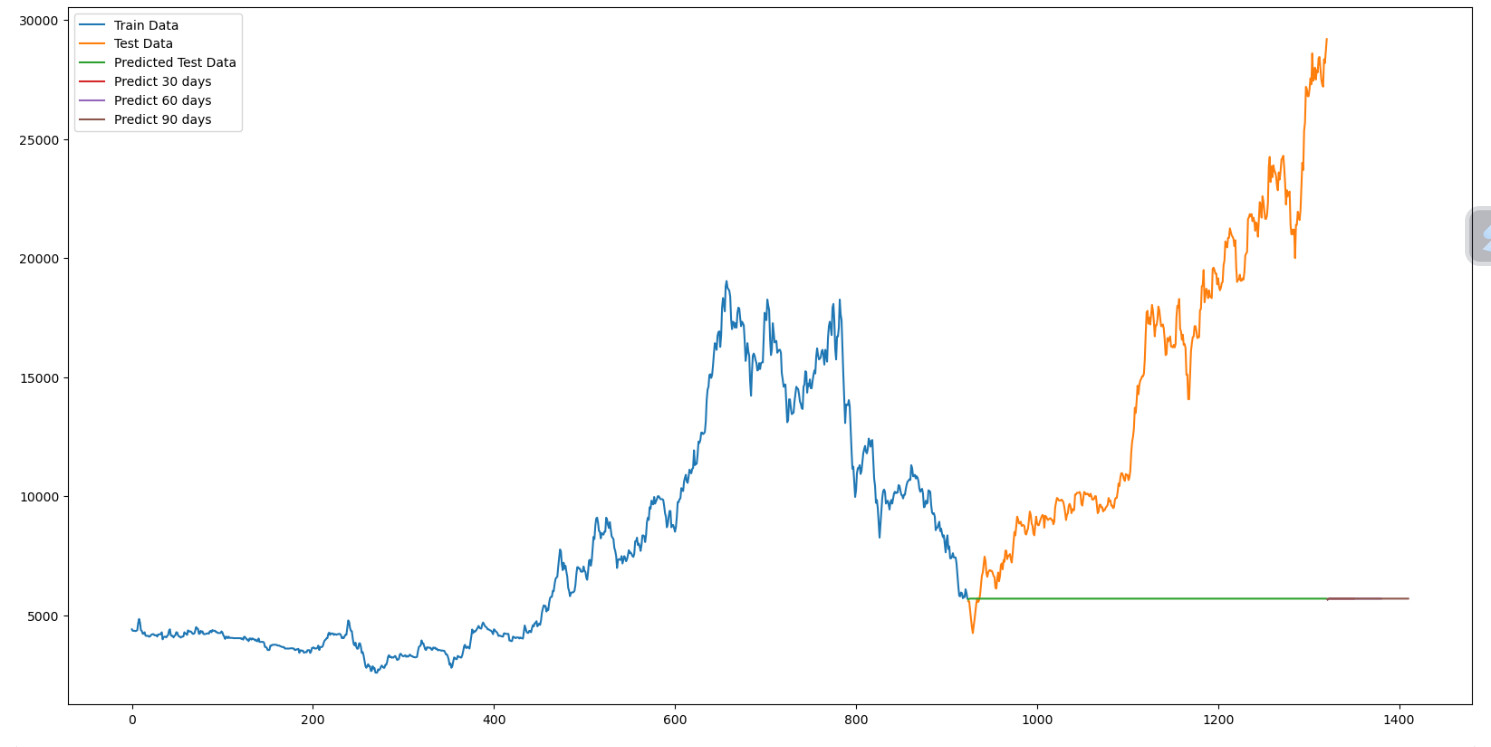 30000
25000
20000
15000
10000
5000
Train Data
Test Data
Predicted Test Data
Predict 30 days
Predict 60 days
Predict 90 days
0 200 400 600 800 1000 1200 1400